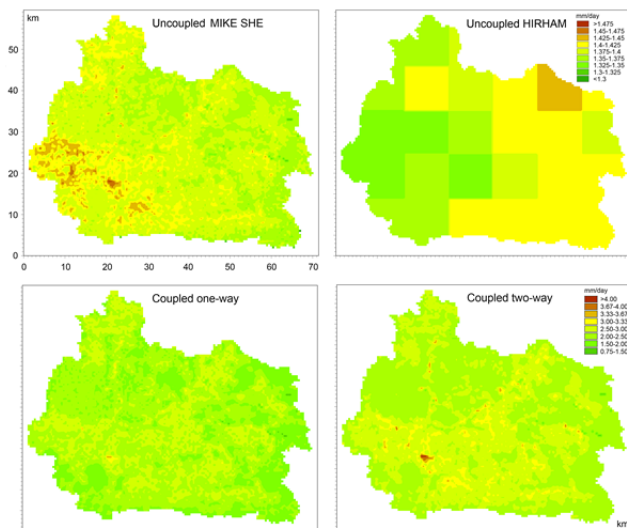 km
Uncoupled MIKE SHE
50
40
30
20
10
0
0 10 20 30 40 50 60 70
Uncoupled HIRHAM
mm/day
>1.475
1.45-1.475
1.425-1.45
1.4-1.425
1.375-1.4
1.35-1.375
1.325-1.35
1.3-1.325
<1.3
Coupled one-way
Coupled two-way
mm/day
>4.00
3.67-4.00
3.33-3.67
3.00-3.33
2.50-3.00
2.00-2.50
1.50-2.00
0.75-1.50
km